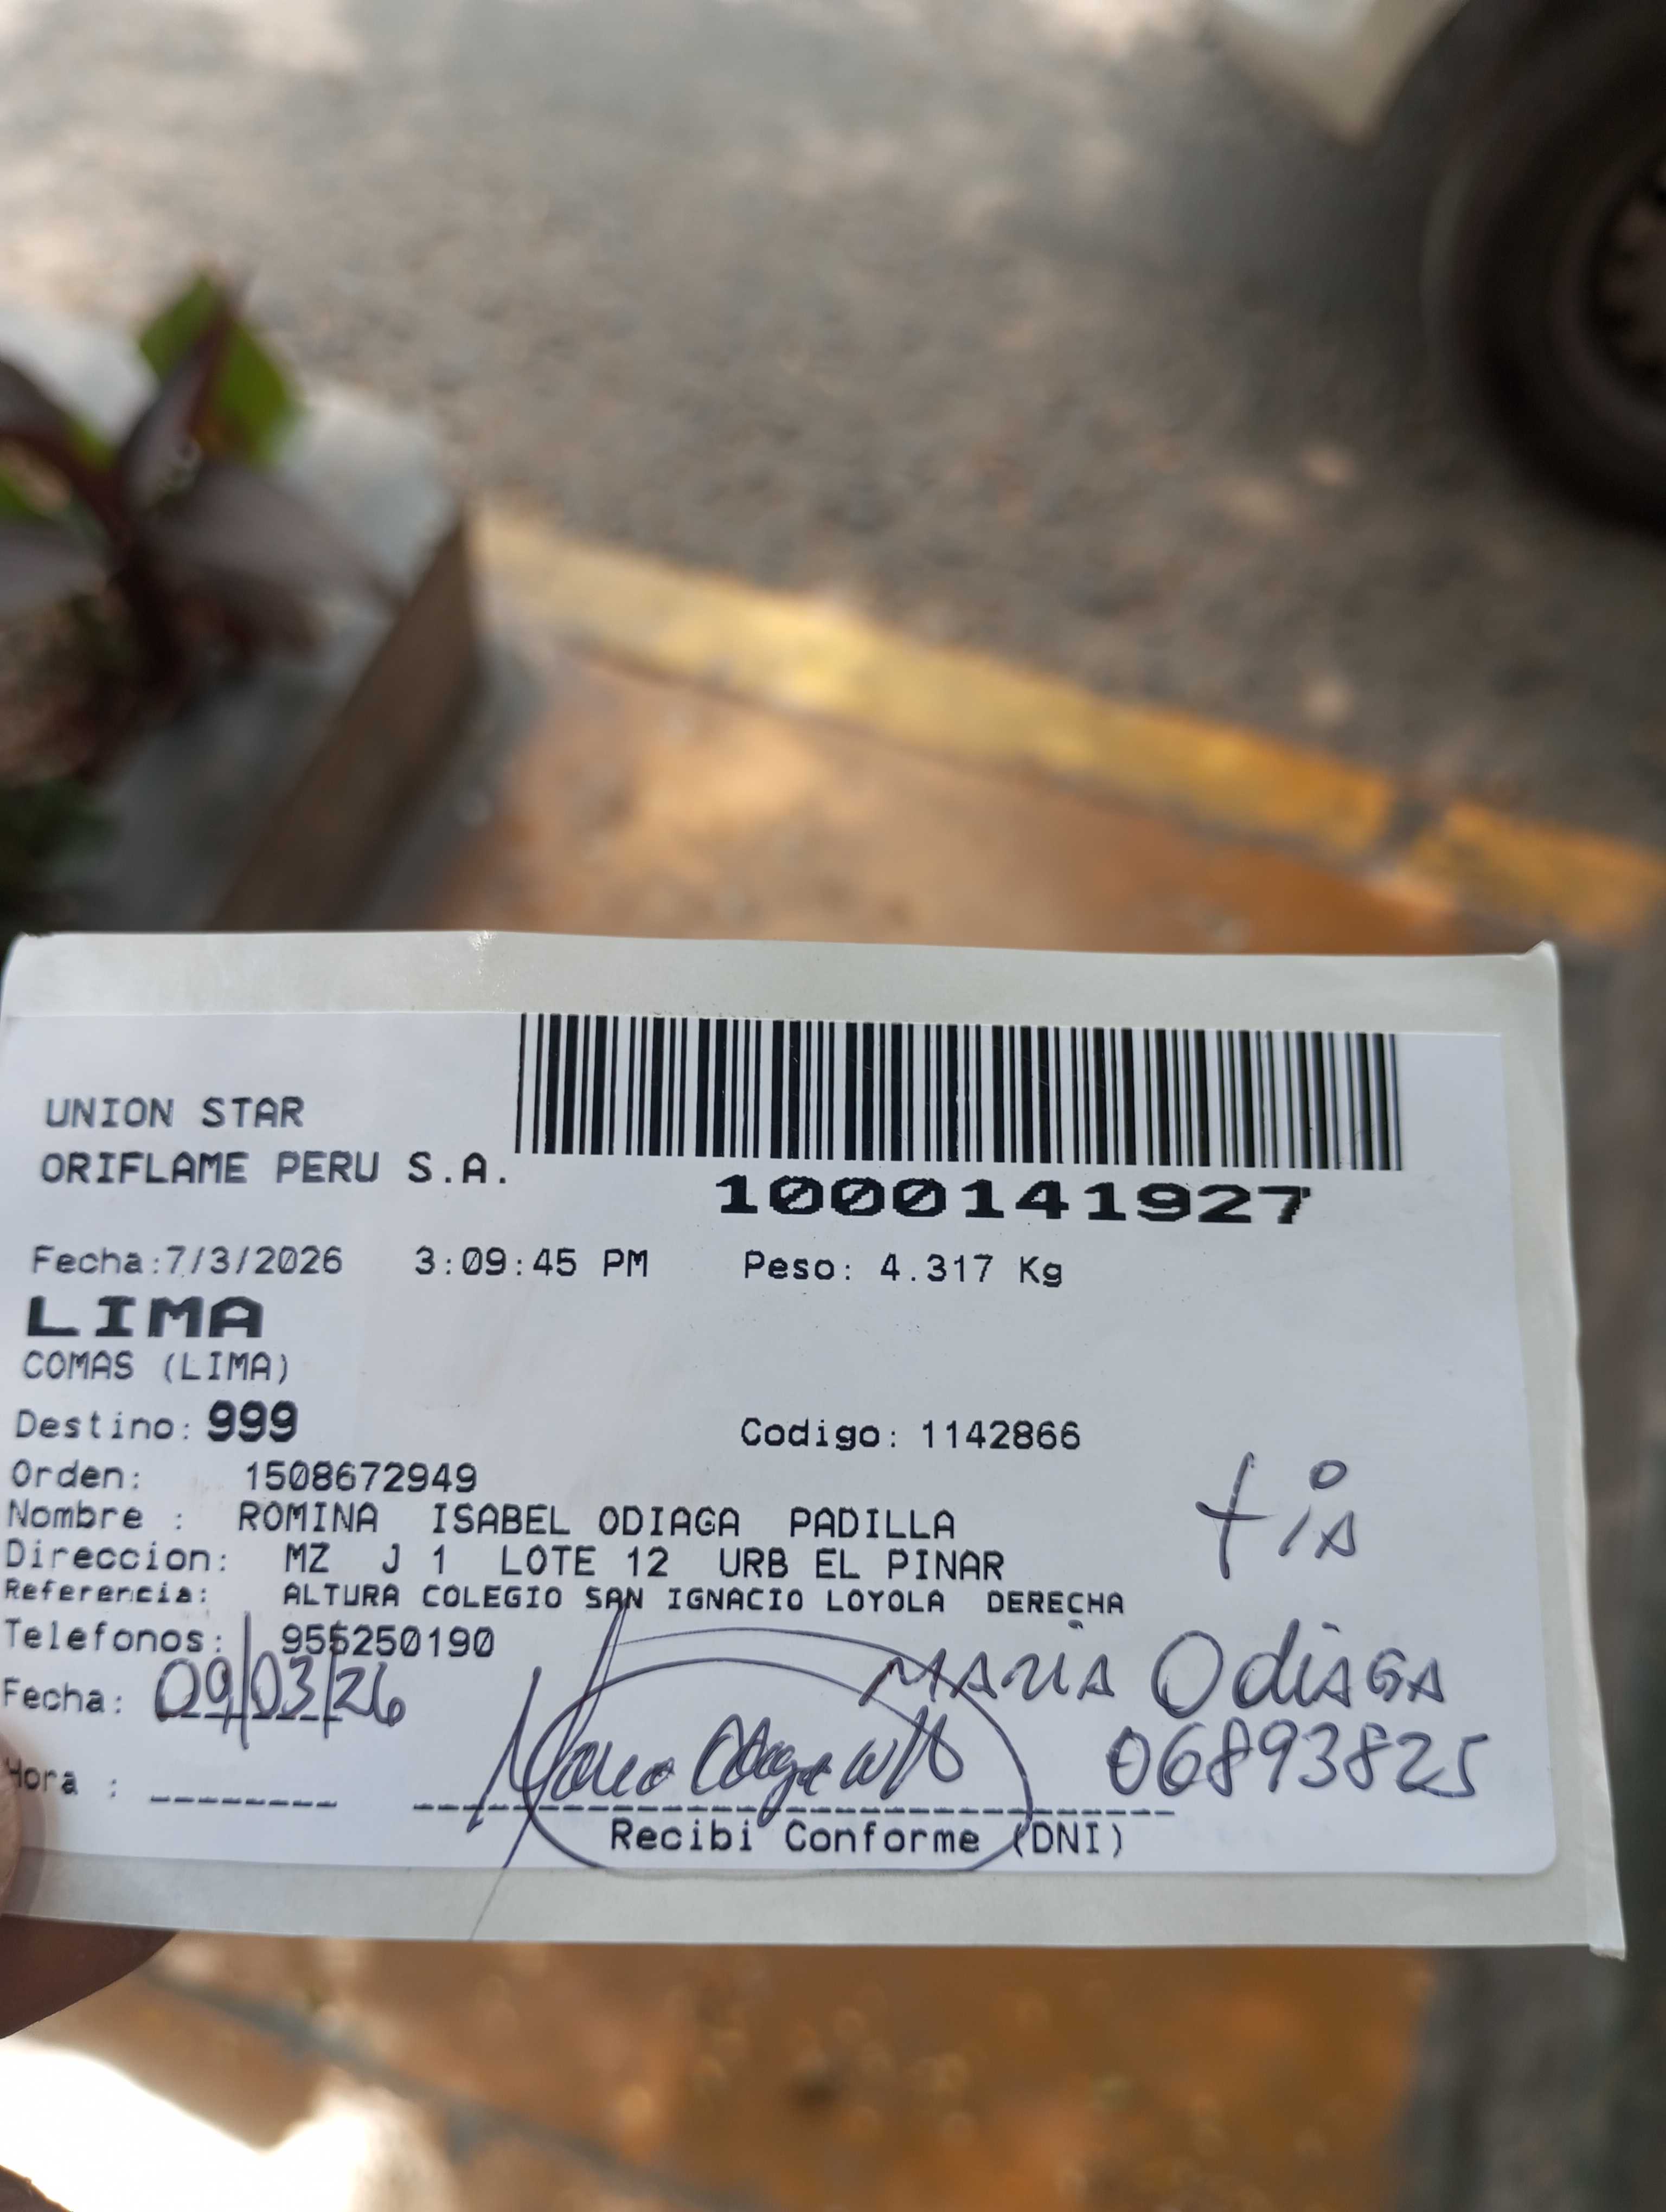 UNION STAR
ORIFLAME PERU S.A.
1000141927
Fecha:7/3/2026 3:09:45 PM Peso: 4.317 Kg
LIMA
COMAS (LIMA)
Destino: 999 Codigo: 1142866
Orden: 1508672949
Nombre : ROMINA ISABEL ODIAGA PADILLA
tia
Direccion: MZ J 1 LOTE 12 URB EL PINAR
Referencia: ALTURA COLEGIO SAN IGNACIO LOYOLA DERECHA
Telefonos: 955250190
MARIA OdiAGA
Fecha: 09/03/26
06893825
Hora :
Recibi Conforme (DNI)